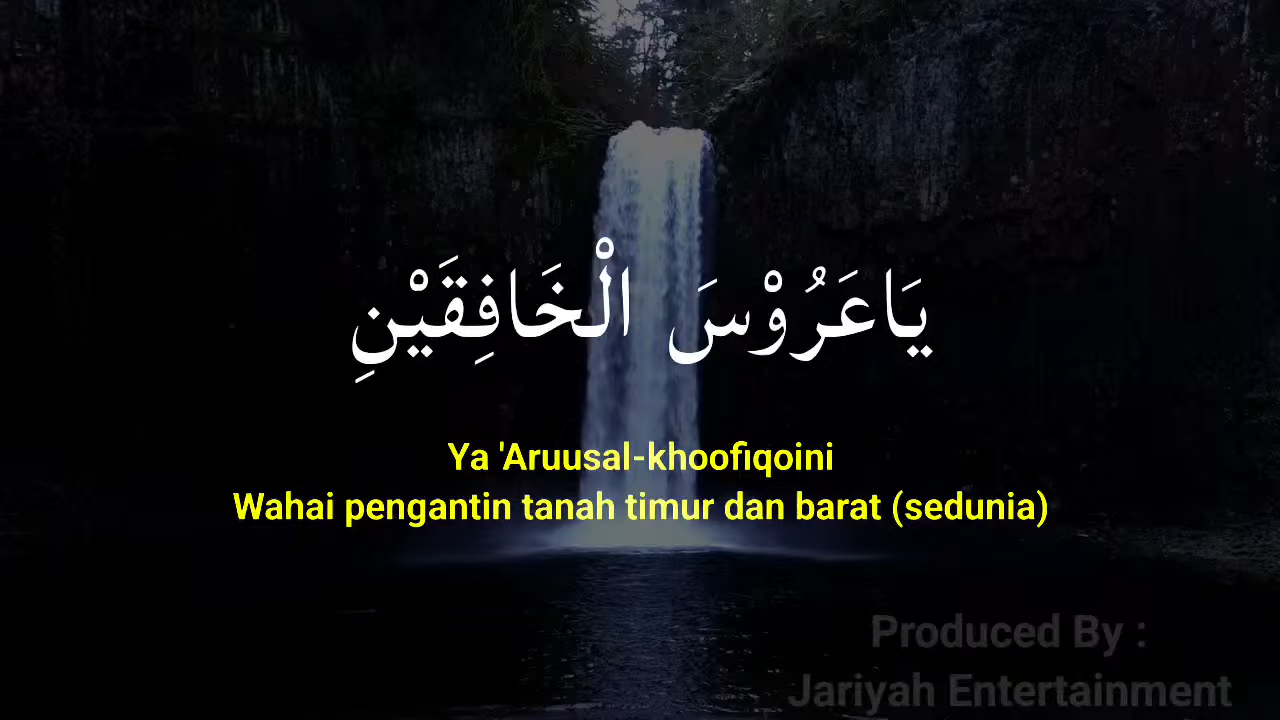 يَاعَرُوْسَ الْخَافِقَيْنِ
Ya 'Aruusal-khoofiqoini
Wahai pengantin tanah timur dan barat (sedunia)
Produced By :
Jariyah Entertainment